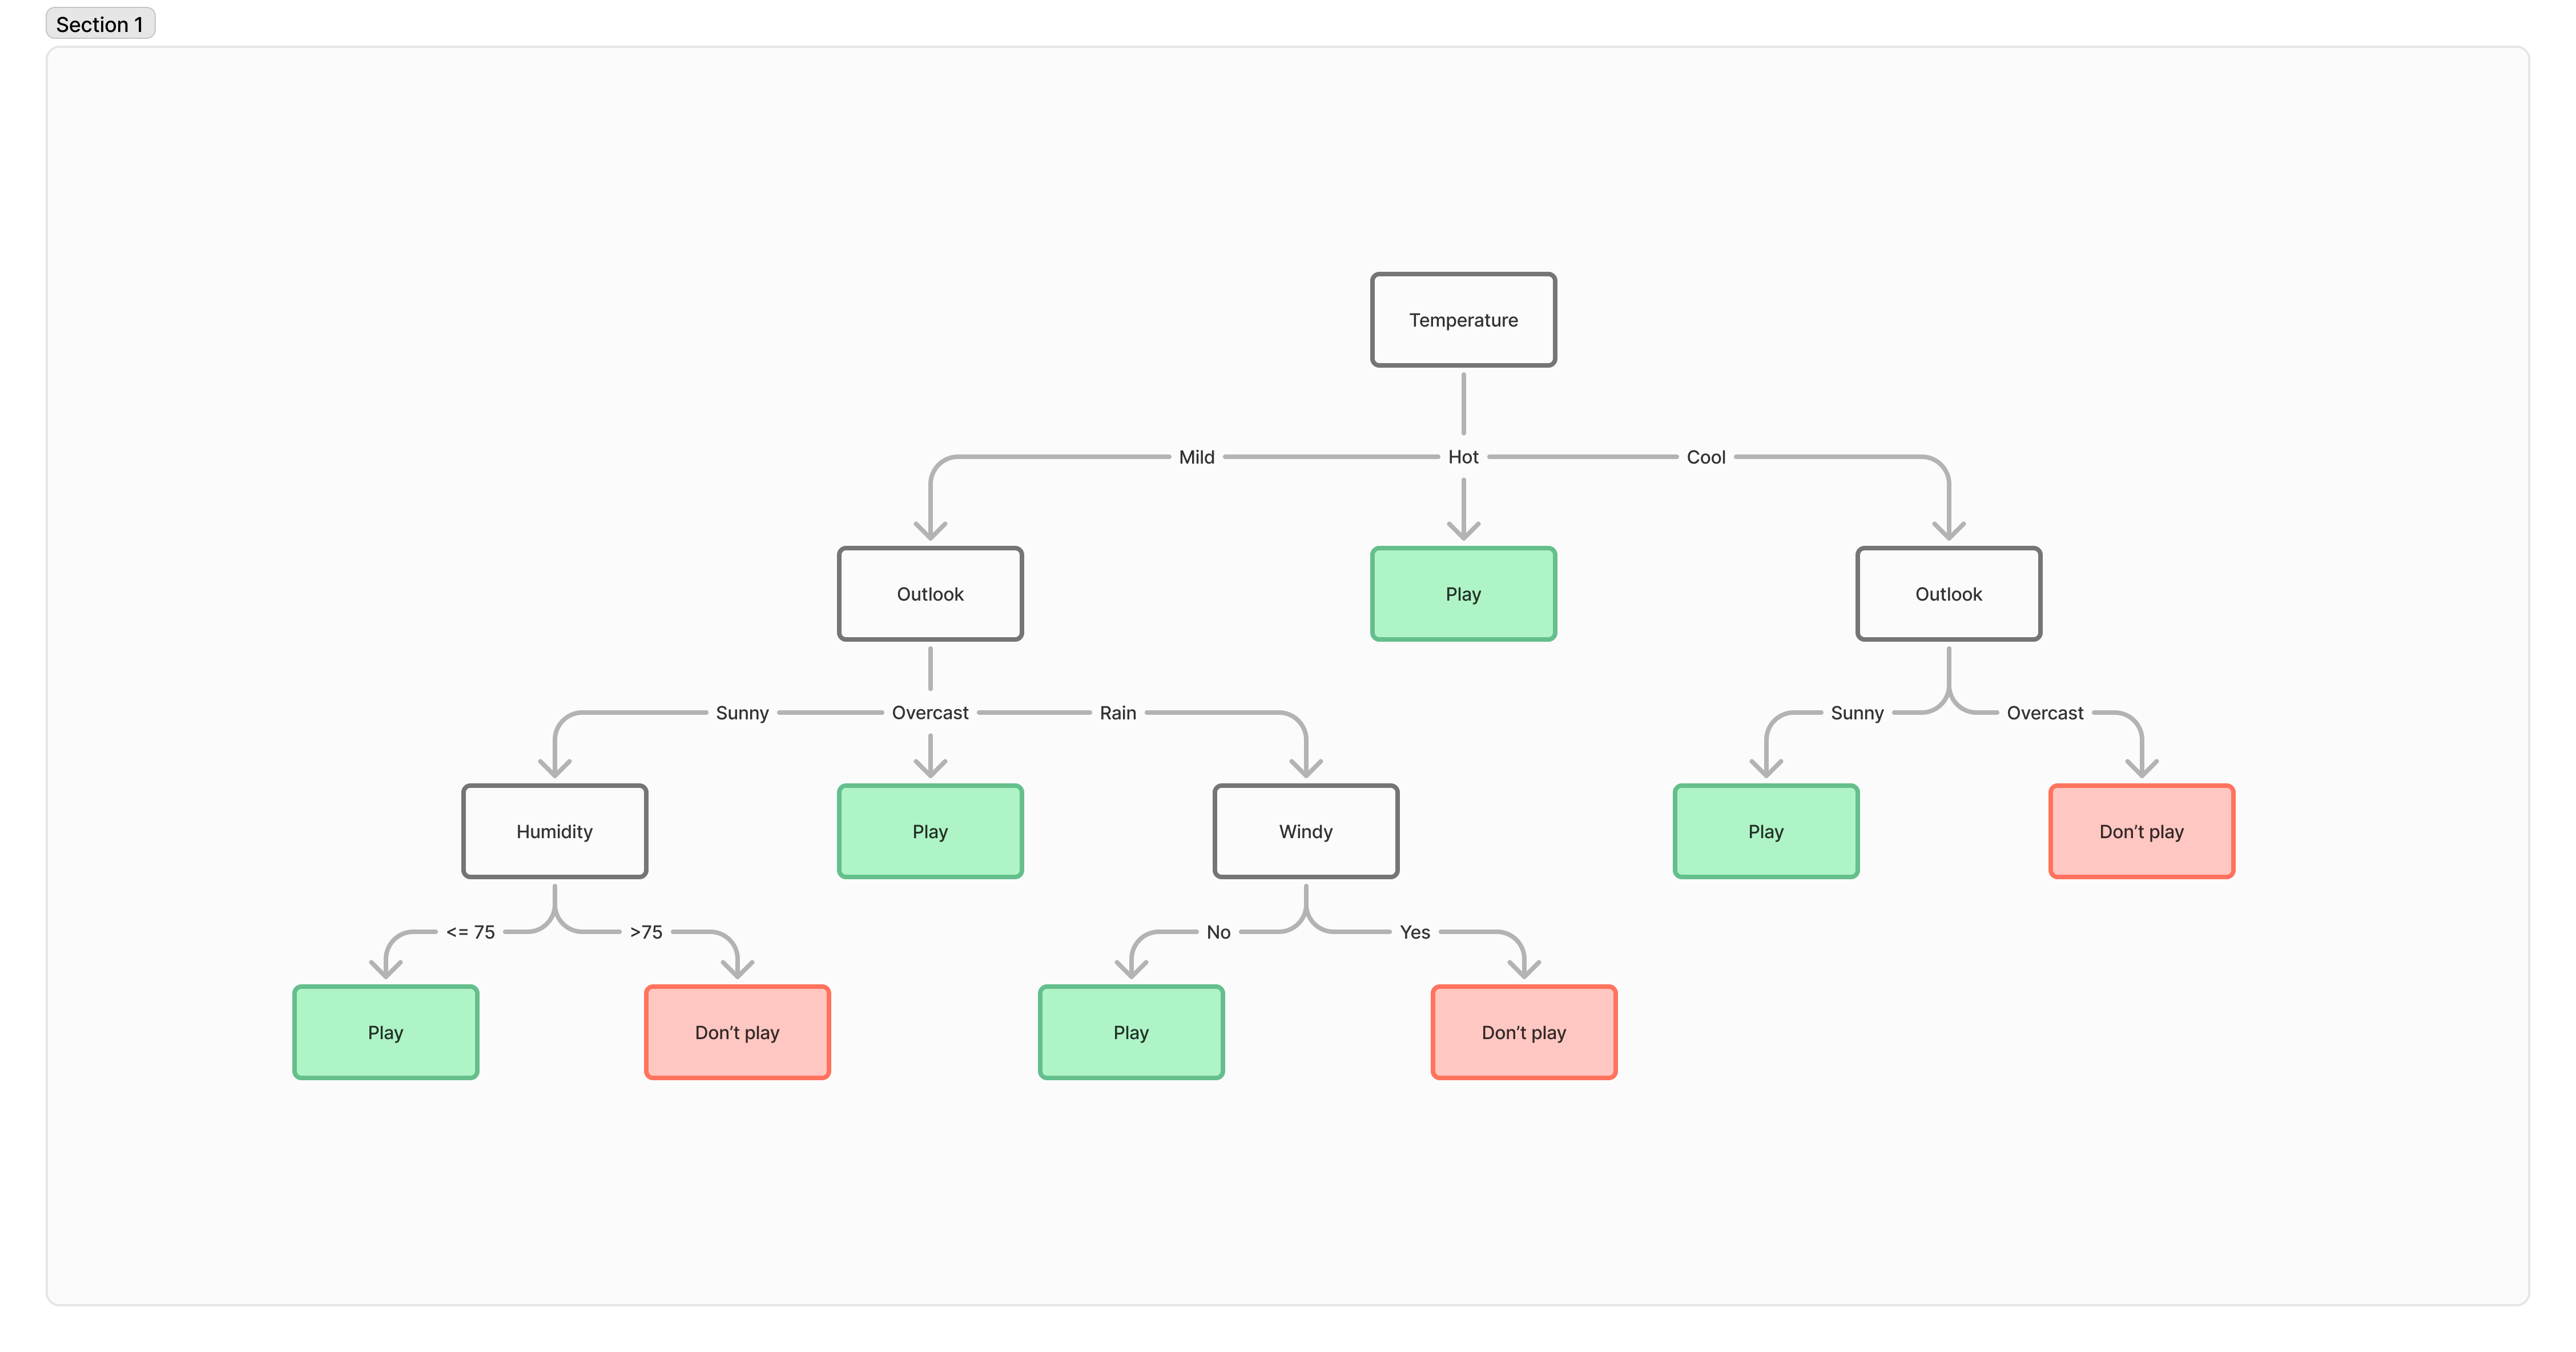 Section 1
Temperature
Mild
Hot
Cool
Outlook
Play
Outlook
Sunny
Overcast
Rain
Sunny
Overcast
Humidity
Play
Windy
Play
Don’t play
<= 75
>75
No
Yes
Play
Don’t play
Play
Don’t play